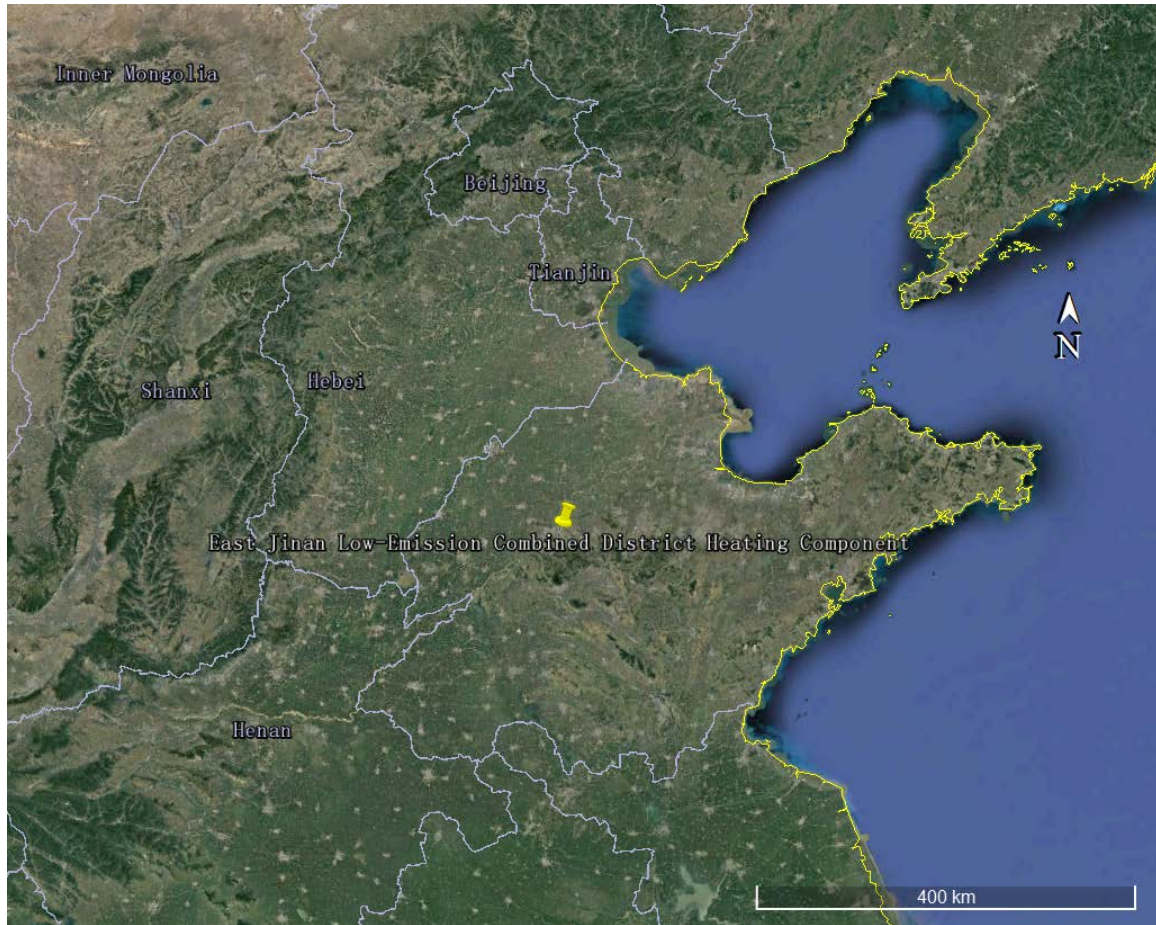 Inner Mongolia
Beijing
Tianjin
N
Shanxi
Hebei
East Jinan Low-Emission Combined District Heating Component
Henan
400 km